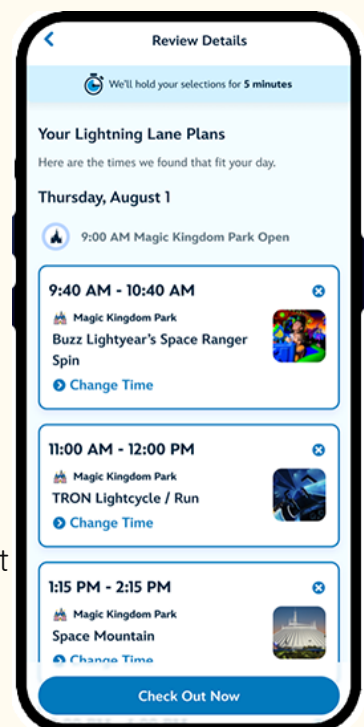 Review Details
We'll hold your selections for 5 minutes
Your Lightning Lane Plans
Here are the times we found that fit your day.
Thursday, August 1
9:00 AM Magic Kingdom Park Open
9:40 AM - 10:40 AM
Magic Kingdom Park
Buzz Lightyear's Space Ranger
Spin
Change Time
11:00 AM - 12:00 PM
Magic Kingdom Park
TRON Lightcycle / Run
Change Time
t
1:15 PM - 2:15 PM
Magic Kingdom Park
Space Mountain
Change Time
Check Out Now